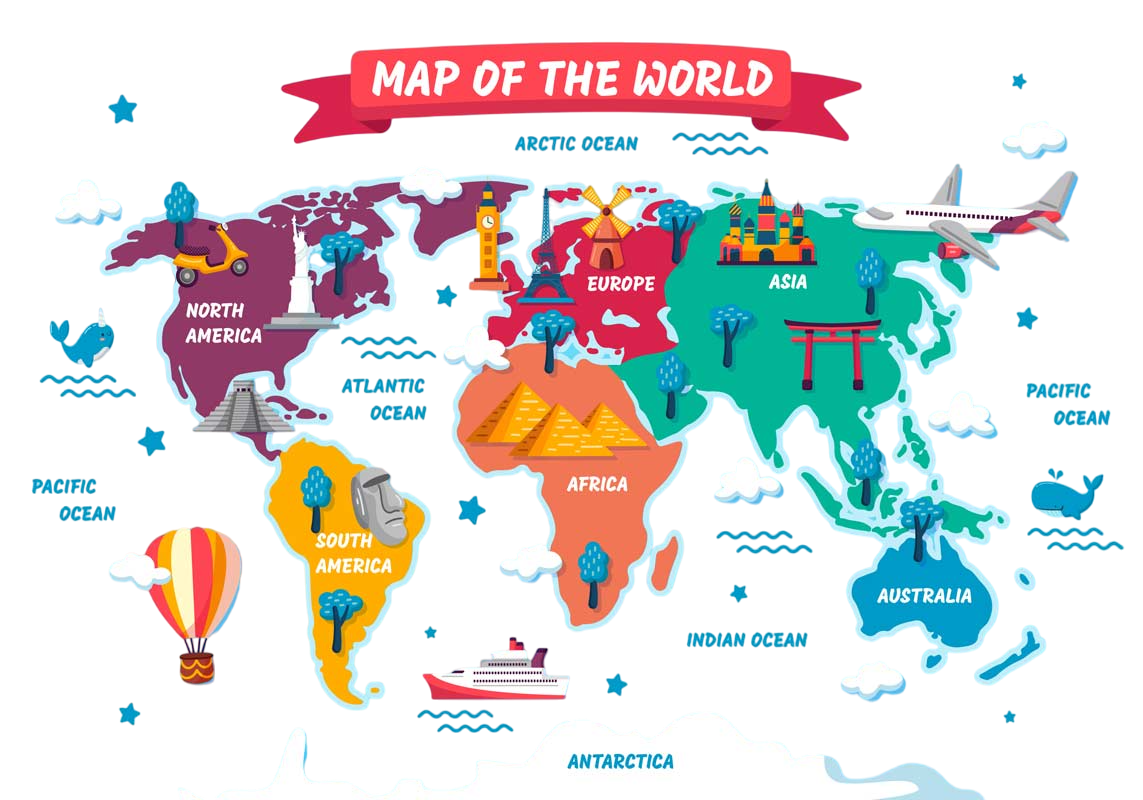 MAP OF THE WORLD
ARCTIC OCEAN
EUROPE
ASIA
NORTH
AMERICA
ATLANTIC
OCEAN
PACIFIC
OCEAN
PACIFIC
OCEAN
AFRICA
SOUTH
AMERICA
AUSTRALIA
INDIAN OCEAN
ANTARCTICA